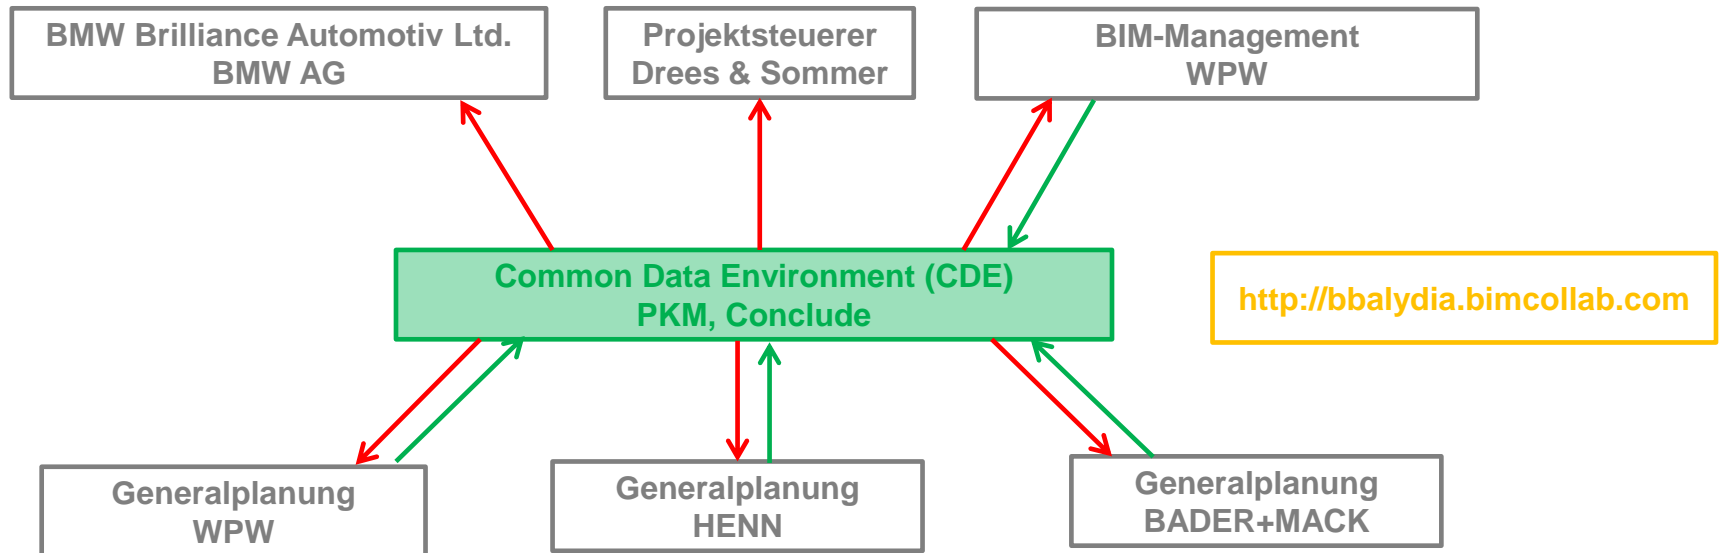 BMW Brilliance Automotiv Ltd.
BMW AG
Projektsteuerer
Drees & Sommer
BIM-Management
WPW
Common Data Environment (CDE)
PKM, Conclude
http://bbalydia.bimcollab.com
Generalplanung
WPW
Generalplanung
HENN
Generalplanung
BADER+MACK